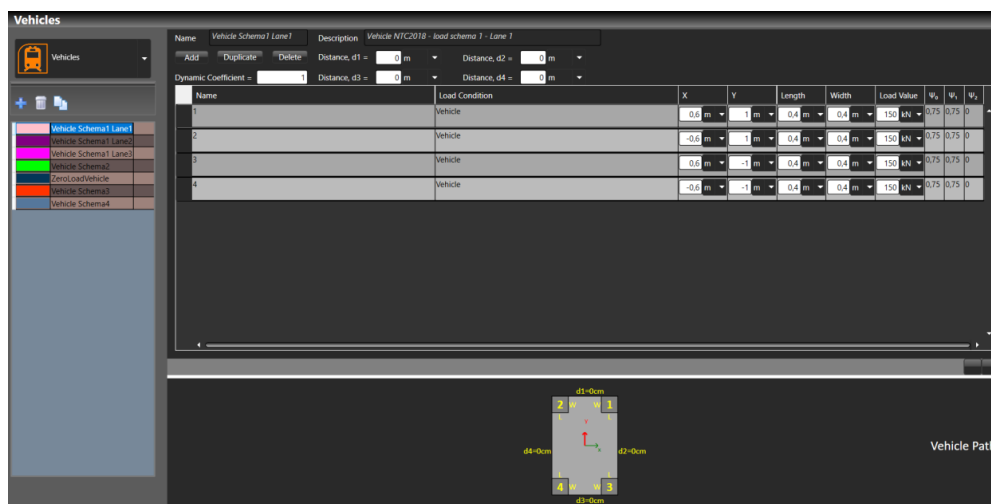 Vehicles
Vehicles
Vehicle Schema1 Lane1
Vehicle Schema1 Lane2
Vehicle Schema1 Lane3
Vehicle Schema2
ZeroLoadVehicle
Vehicle Schema3
Vehicle Schema4
Name Vehicle Schema1 Lane1 Description Vehicle NTC2018 - load schema 1 - Lane 1
Add Duplicate Delete Distance, d1 = 0 m Distance, d2 = 0 m
Dynamic Coefficient = 1 Distance, d3 = 0 m Distance, d4 = 0 m
Name Load Condition X Y Length Width Load Value Ψ₀ Ψ₁ Ψ₂
1 Vehicle 0,6 m 1 m 0,4 m 0,4 m 150 kN 0,75 0,75 0
2 Vehicle -0,6 m 1 m 0,4 m 0,4 m 150 kN 0,75 0,75 0
3 Vehicle 0,6 m -1 m 0,4 m 0,4 m 150 kN 0,75 0,75 0
4 Vehicle -0,6 m -1 m 0,4 m 0,4 m 150 kN 0,75 0,75 0
d1=0cm
2 W W 1
L L
Y
X
d4=0cm d2=0cm
Vehicle Path
L L
4 W W 3
d3=0cm